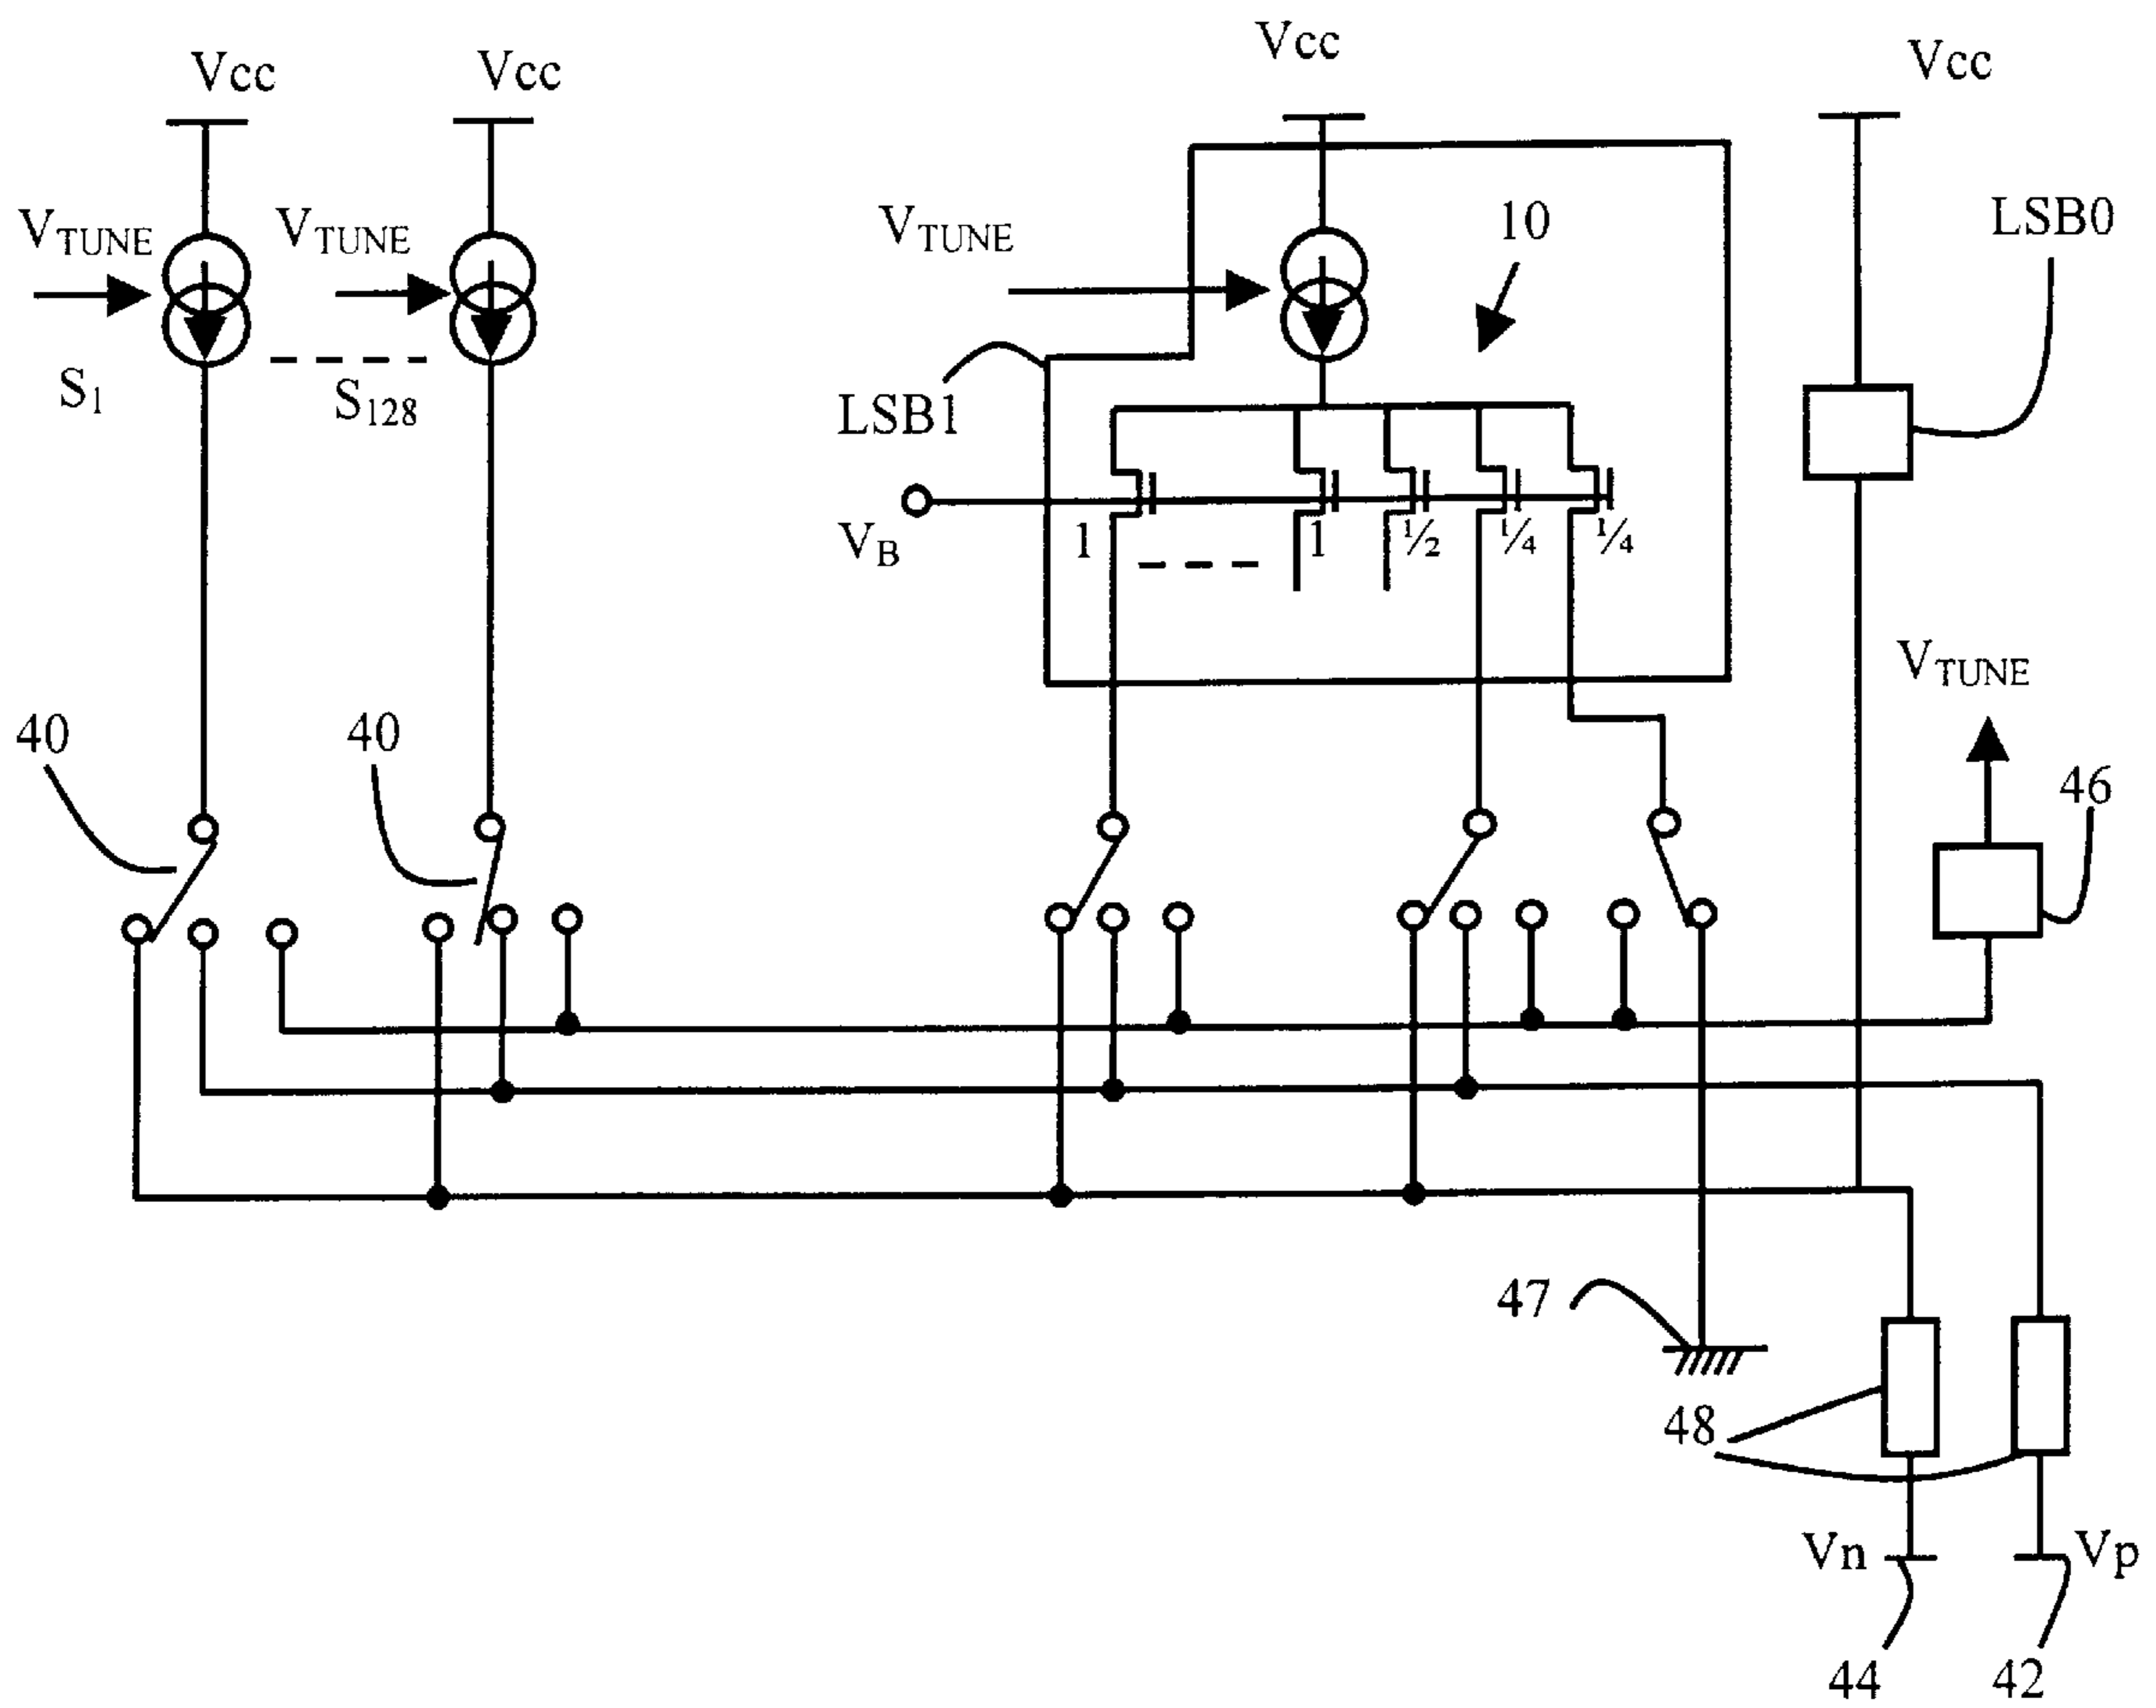 Vcc
Vcc
Vcc
Vcc
V_TUNE
V_TUNE
V_TUNE
10
LSB0
S_1
S_128
LSB1
V_B
1
1
½
¼
¼
V_TUNE
40
40
46
47
48
Vn
Vp
44
42